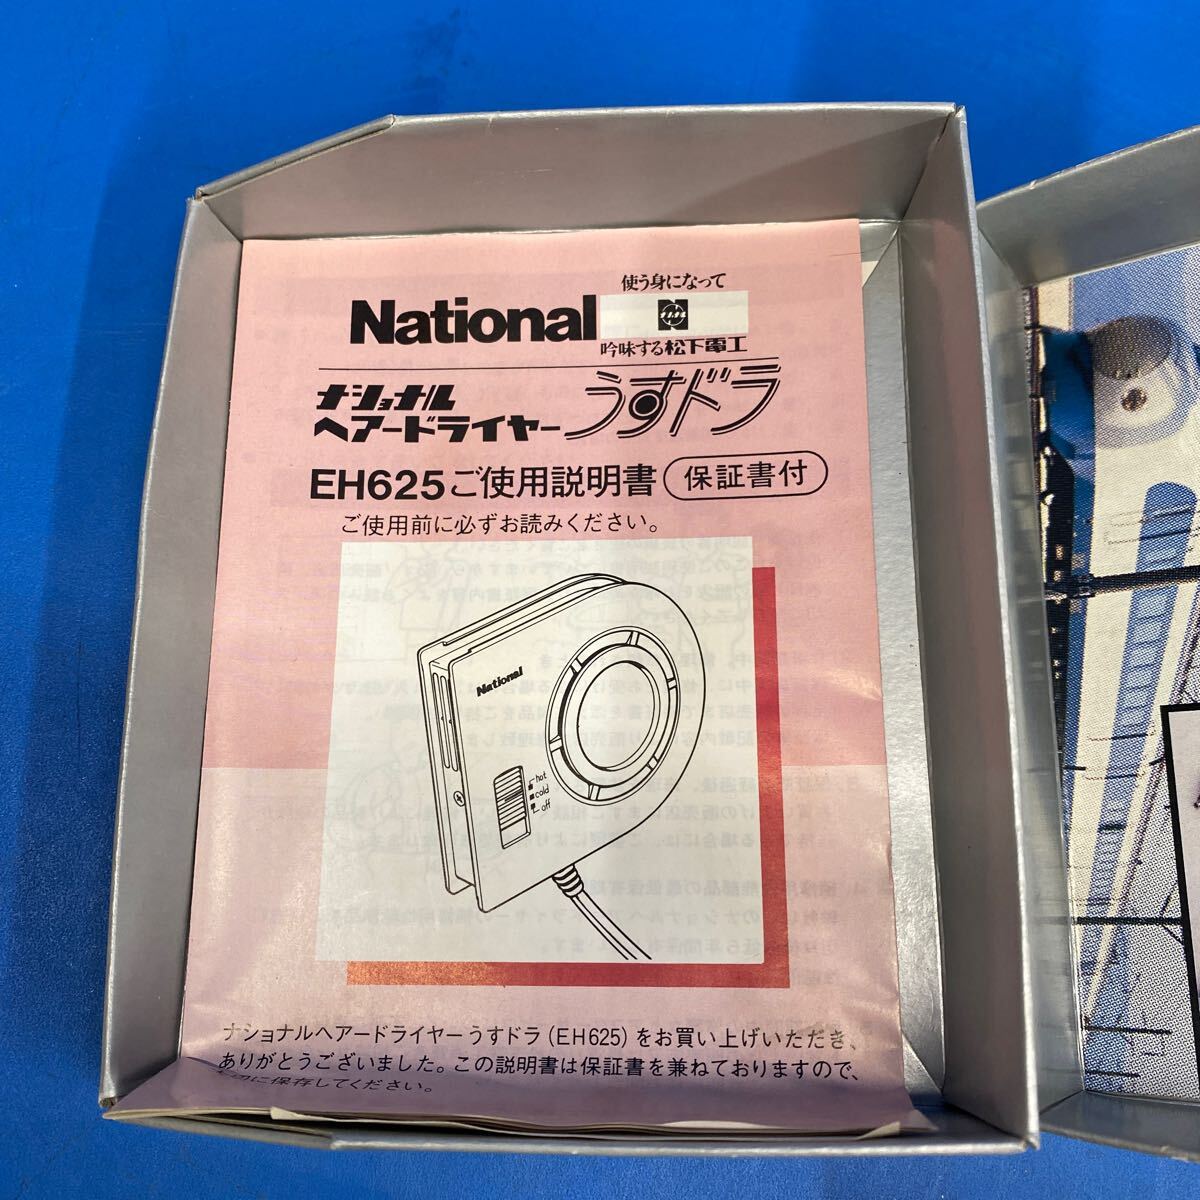 使う身になって
National
吟味する松下電工
ナショナル
ヘアードライヤー うすドラ
EH625ご使用説明書 保証書付
ご使用前に必ずお読みください。
National
hot
cold
off
ナショナルヘアードライヤーうすドラ(EH625)をお買い上げいただき、
ありがとうございました。この説明書は保証書を兼ねておりますので、
に保存してください。